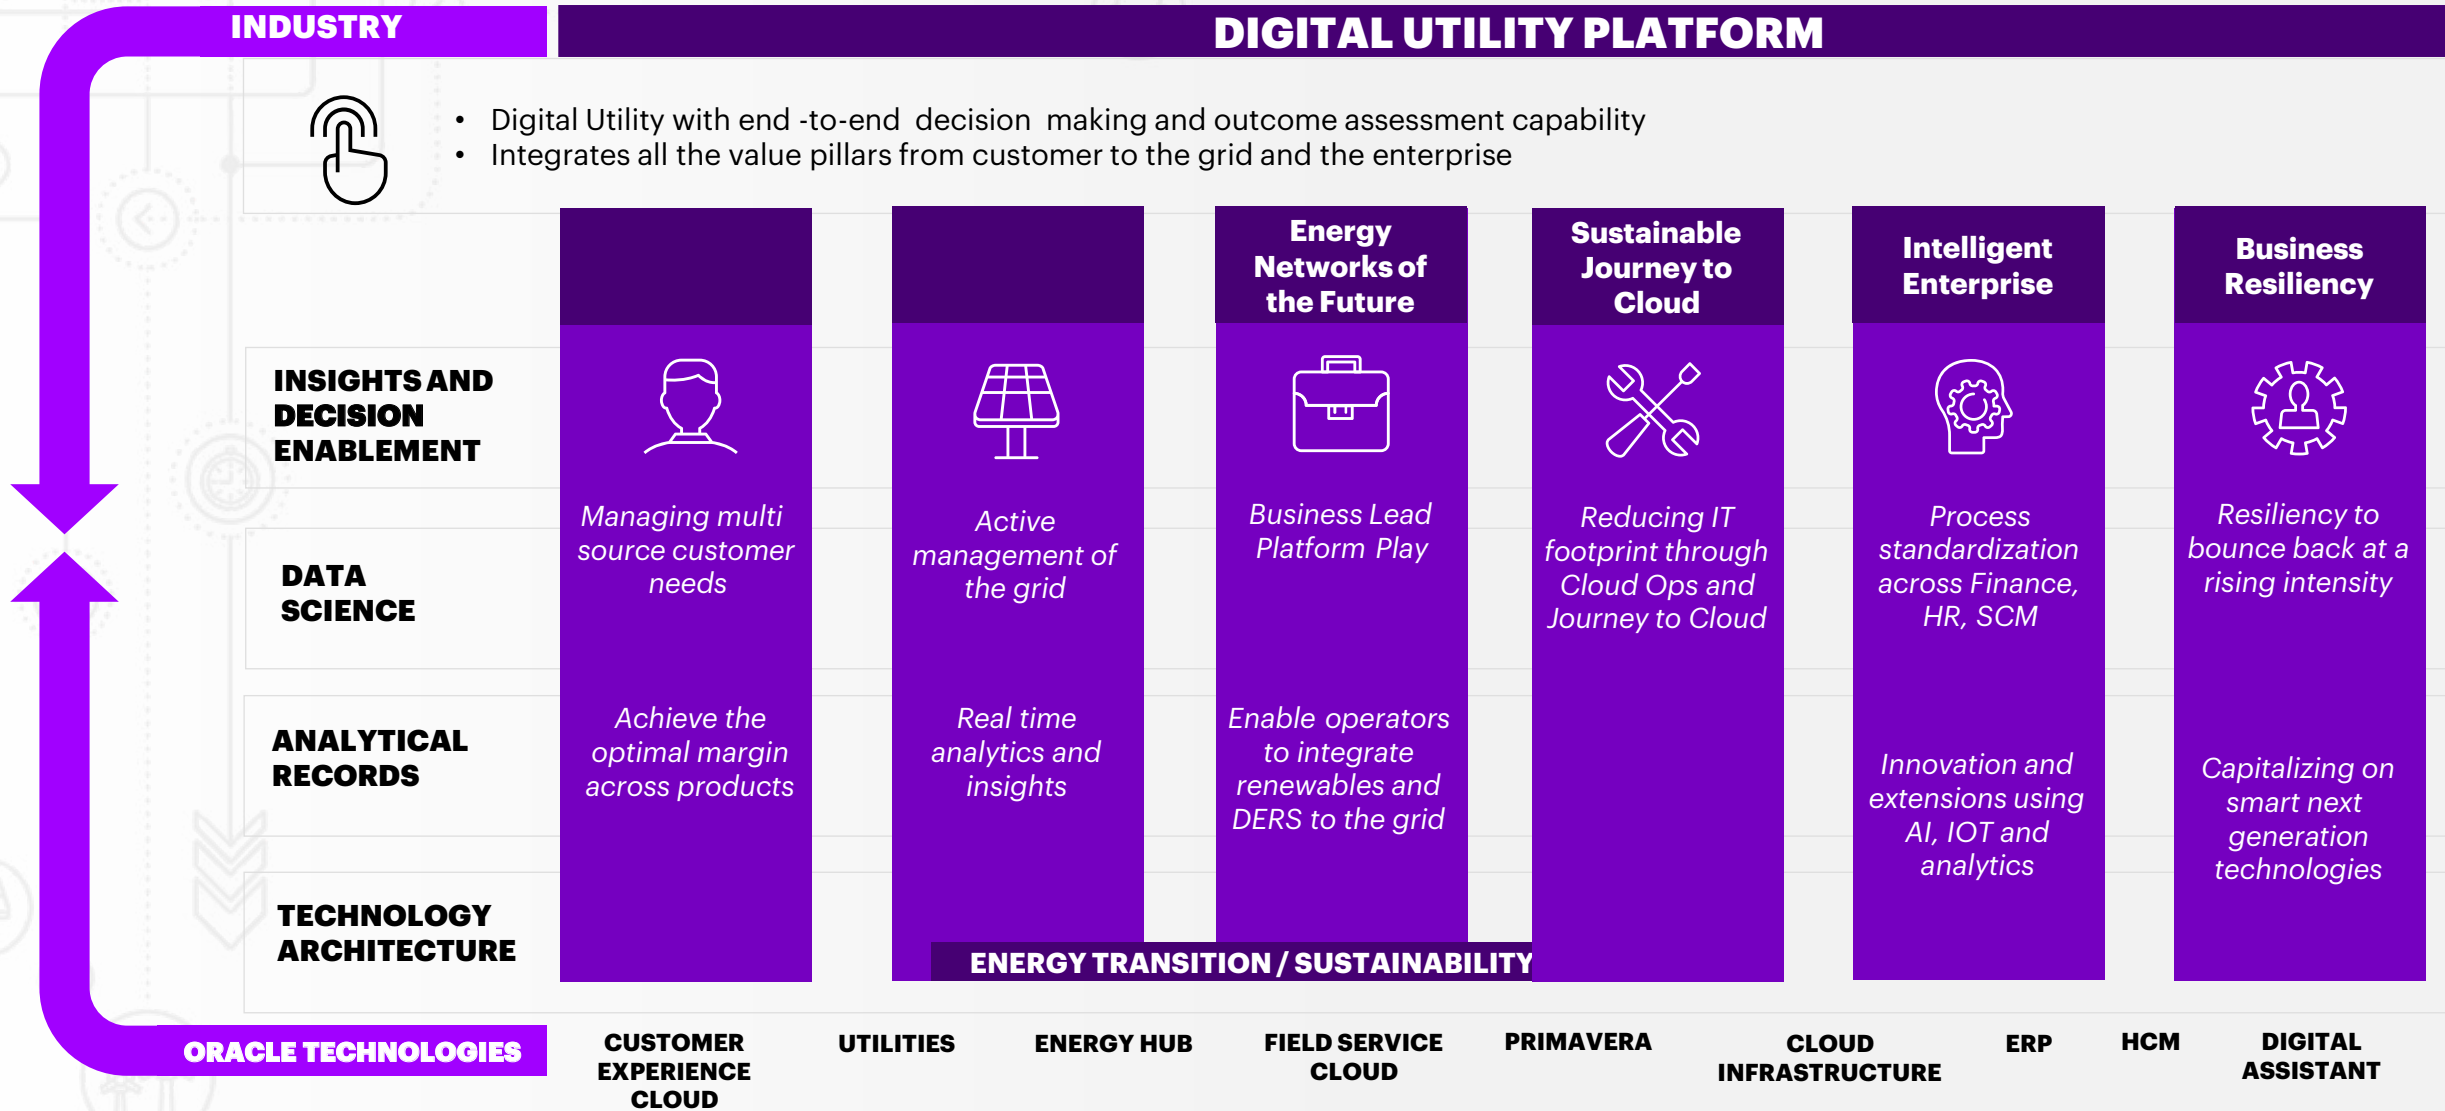 INDUSTRY
DIGITAL UTILITY PLATFORM
• Digital Utility with end -to-end decision making and outcome assessment capability
• Integrates all the value pillars from customer to the grid and the enterprise
Energy
Networks of
the Future
Sustainable
Journey to
Cloud
Intelligent
Enterprise
Business
Resiliency
INSIGHTS AND
DECISION
ENABLEMENT
DATA
SCIENCE
ANALYTICAL
RECORDS
TECHNOLOGY
ARCHITECTURE
Managing multi
source customer
needs
Achieve the
optimal margin
across products
Active
management of
the grid
Real time
analytics and
insights
Business Lead
Platform Play
Enable operators
to integrate
renewables and
DERS to the grid
Reducing IT
footprint through
Cloud Ops and
Journey to Cloud
Process
standardization
across Finance,
HR, SCM
Innovation and
extensions using
AI, IOT and
analytics
Resiliency to
bounce back at a
rising intensity
Capitalizing on
smart next
generation
technologies
ENERGY TRANSITION / SUSTAINABILITY
ORACLE TECHNOLOGIES
CUSTOMER
EXPERIENCE
CLOUD
UTILITIES
ENERGY HUB
FIELD SERVICE
CLOUD
PRIMAVERA
CLOUD
INFRASTRUCTURE
ERP
HCM
DIGITAL
ASSISTANT